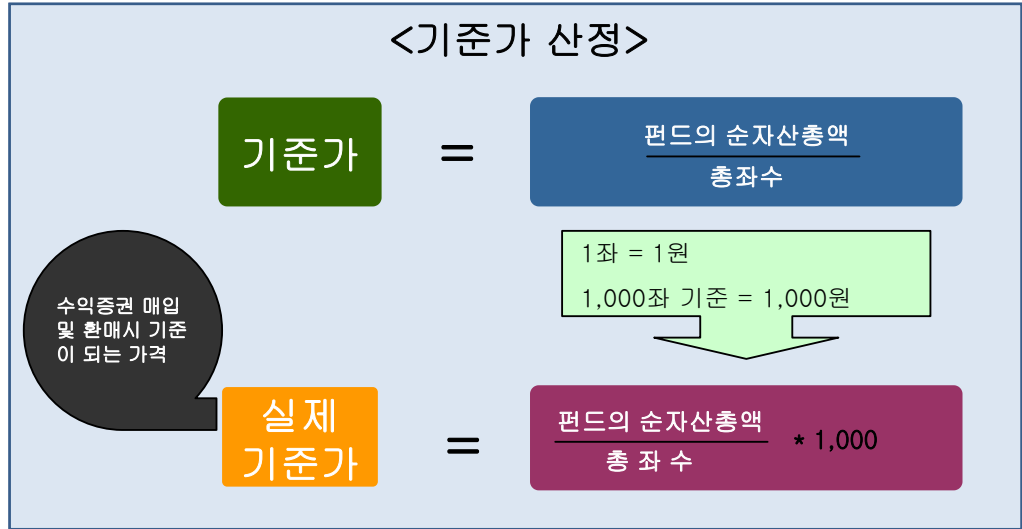 <기준가 산정>
기준가
=
펀드의 순자산총액
총좌수
1좌 = 1원
1,000좌 기준 = 1,000원
수익증권 매입
및 환매시 기준
이 되는 가격
실제
기준가
=
펀드의 순자산총액
총 좌 수
* 1,000